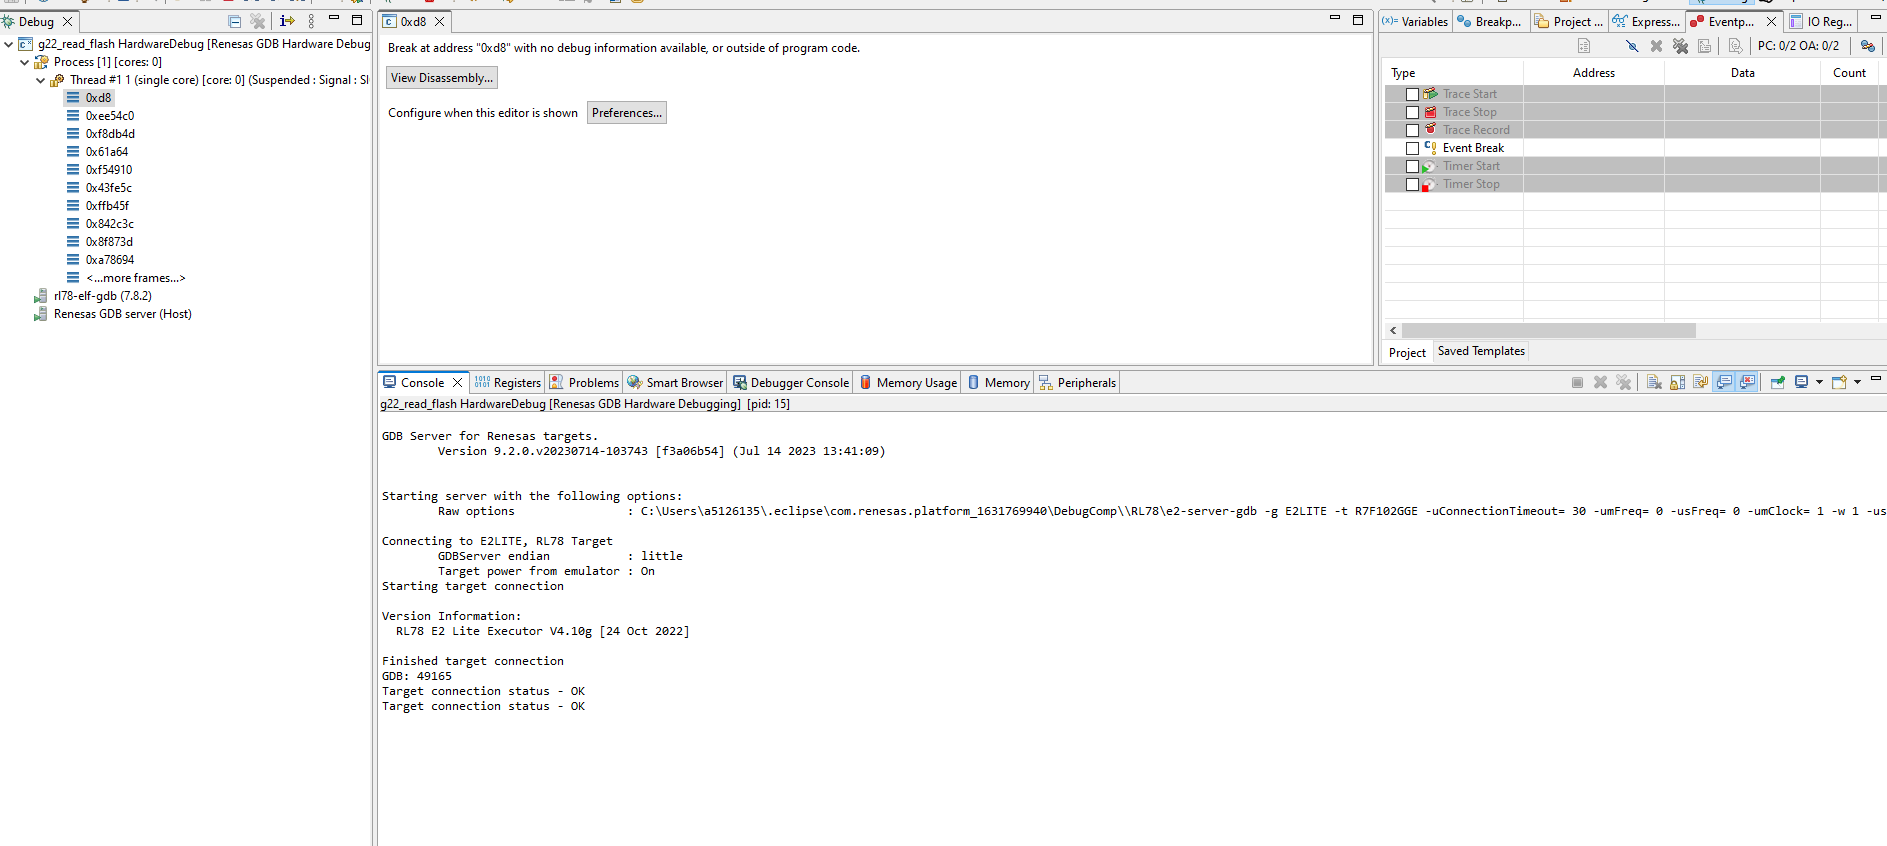 Debug
g22_read_flash HardwareDebug [Renesas GDB Hardware Debug
Process [1] [cores: 0]
Thread #1 1 (single core) [core: 0] (Suspended : Signal : SI
0xd8
0xee54c0
0xf8db4d
0x61a64
0xf54910
0x43fe5c
0xffb45f
0x842c3c
0x8f873d
0xa78694
<...more frames...>
rl78-elf-gdb (7.8.2)
Renesas GDB server (Host)
0xd8
Break at address "0xd8" with no debug information available, or outside of program code.
View Disassembly...
Configure when this editor is shown Preferences...
(x)= Variables Breakp... Project ... Express... Eventp... IO Reg...
PC: 0/2 OA: 0/2
Type Address Data Count
Trace Start
Trace Stop
Trace Record
Event Break
Timer Start
Timer Stop
Project Saved Templates
Console Registers Problems Smart Browser Debugger Console Memory Usage Memory Peripherals
g22_read_flash HardwareDebug [Renesas GDB Hardware Debugging] [pid: 15]
GDB Server for Renesas targets.
Version 9.2.0.v20230714-103743 [f3a06b54] (Jul 14 2023 13:41:09)
Starting server with the following options:
Raw options : C:\Users\a5126135\.eclipse\com.renesas.platform_1631769940\DebugComp\\RL78\e2-server-gdb -g E2LITE -t R7F102GGE -uConnectionTimeout= 30 -umFreq= 0 -usFreq= 0 -umClock= 1 -w 1 -us
Connecting to E2LITE, RL78 Target
GDBServer endian : little
Target power from emulator : On
Starting target connection
Version Information:
RL78 E2 Lite Executor V4.10g [24 Oct 2022]
Finished target connection
GDB: 49165
Target connection status - OK
Target connection status - OK